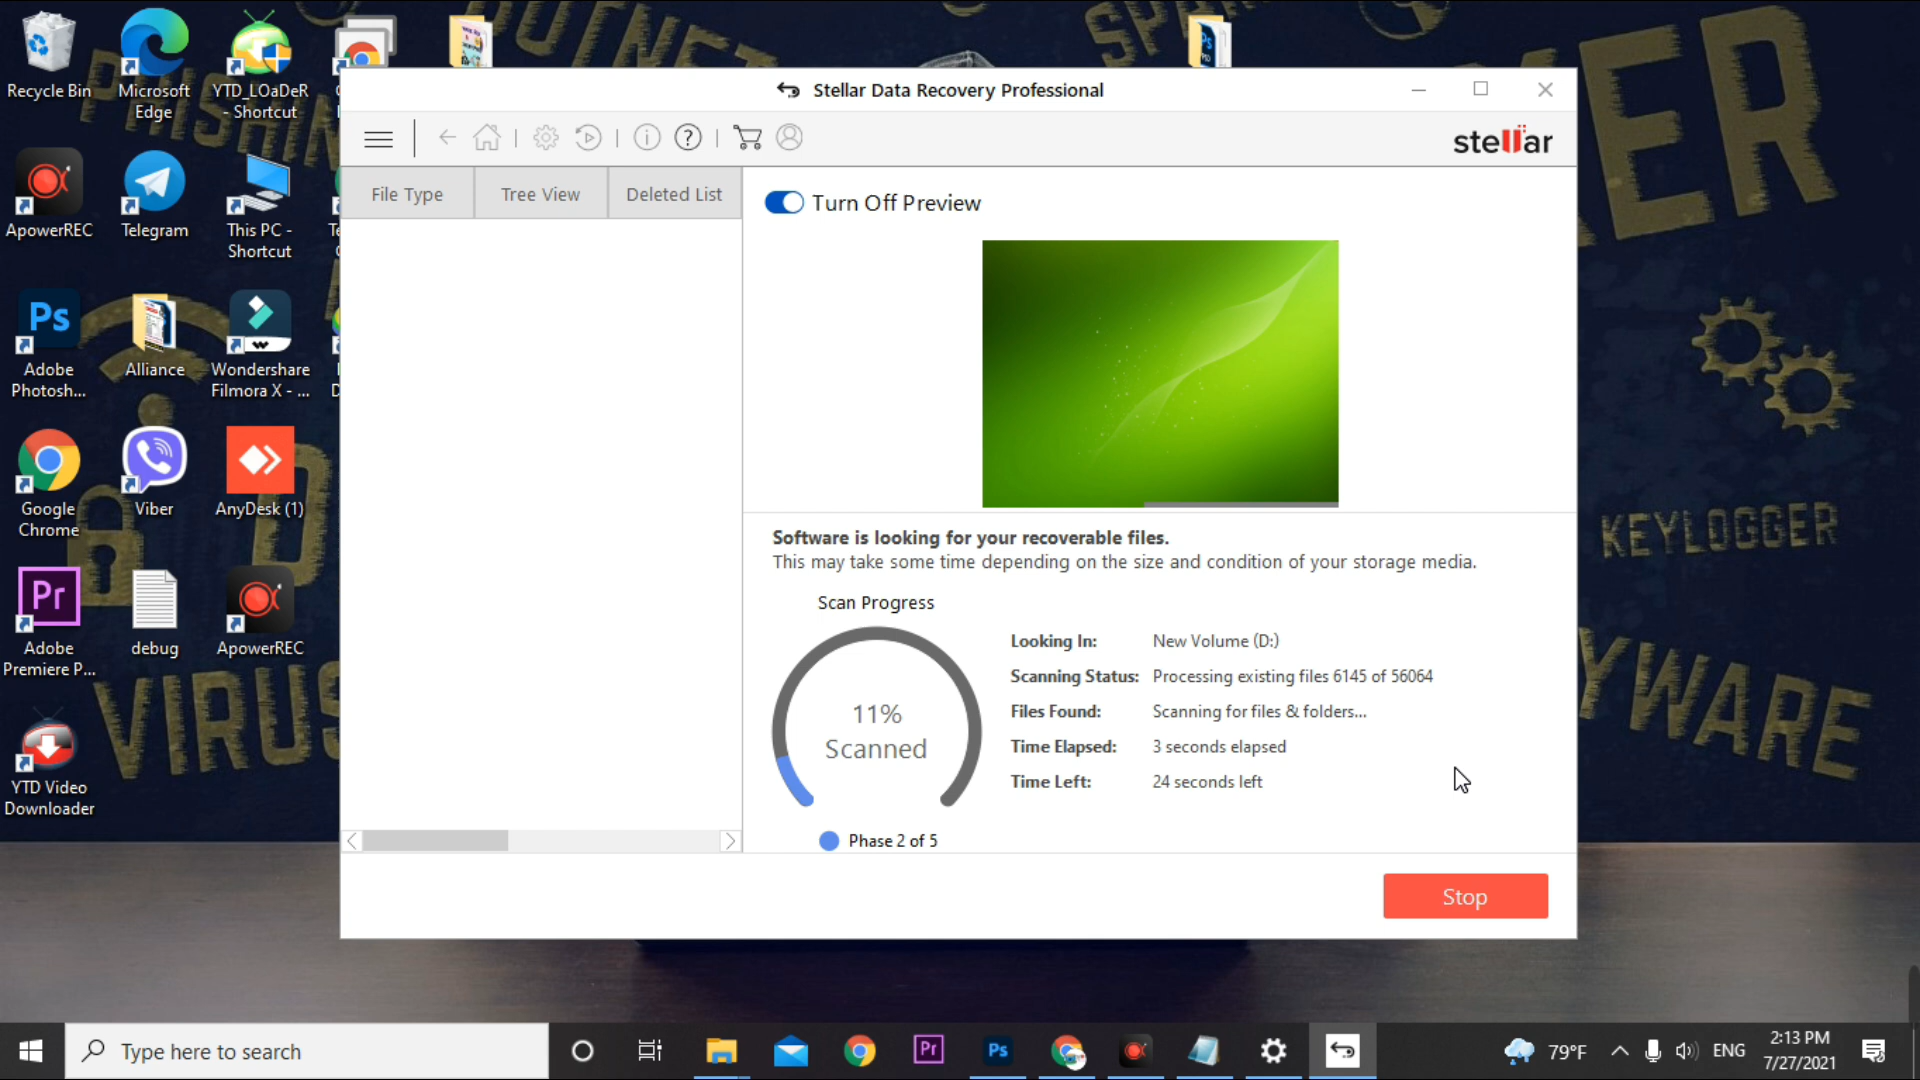 Recycle Bin
Microsoft
Edge
YTD_LOaDeR
- Shortcut
ApowerREC
Telegram
This PC -
Shortcut
Ps
Adobe
Photosh...
Alliance
Wondershare
Filmora X - ...
Google
Chrome
Viber
AnyDesk (1)
Pr
Adobe
Premiere P...
debug
ApowerREC
YTD Video
Downloader
DOTNET
VIRUS
KEYLOGGER
Stellar Data Recovery Professional
stellar
File Type
Tree View
Deleted List
Turn Off Preview
Software is looking for your recoverable files.
This may take some time depending on the size and condition of your storage media.
Scan Progress
11%
Scanned
Phase 2 of 5
Looking In: New Volume (D:)
Scanning Status: Processing existing files 6145 of 56064
Files Found: Scanning for files & folders...
Time Elapsed: 3 seconds elapsed
Time Left: 24 seconds left
Stop
Type here to search
Pr
Ps
79°F
ENG
2:13 PM
7/27/2021